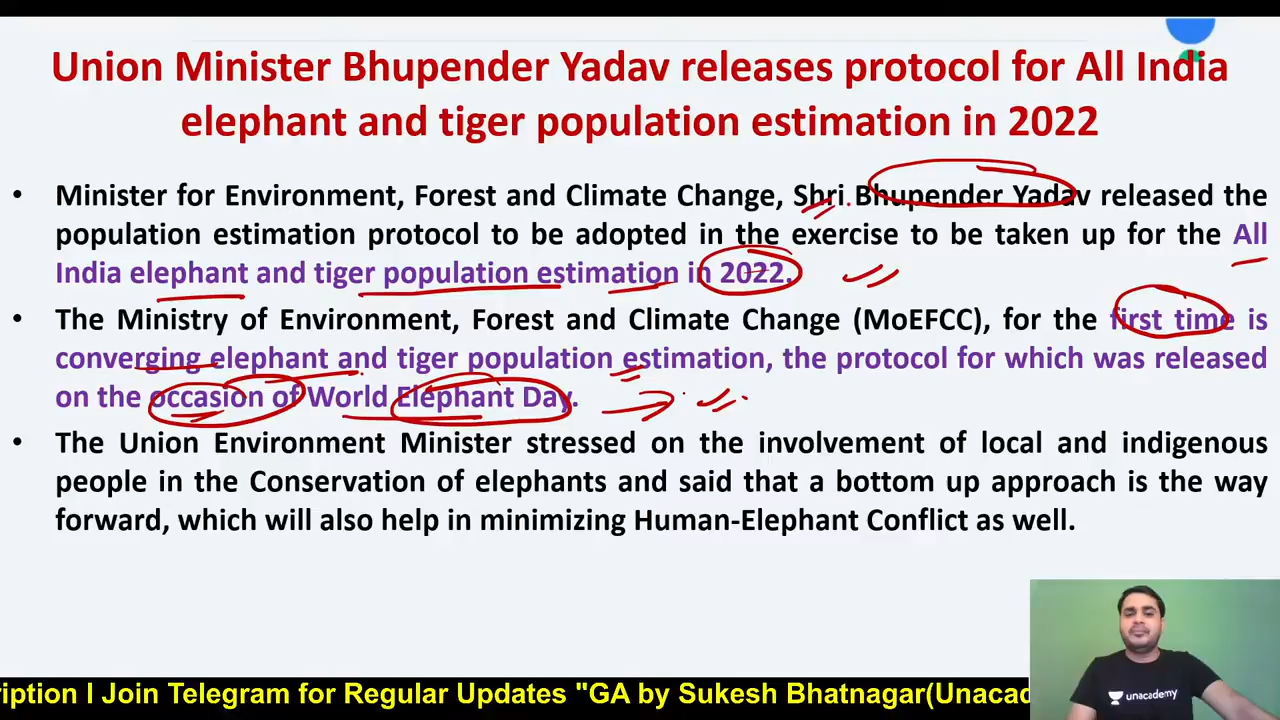 Union Minister Bhupender Yadav releases protocol for All India
elephant and tiger population estimation in 2022
• Minister for Environment, Forest and Climate Change, Shri Bhupender Yadav released the
population estimation protocol to be adopted in the exercise to be taken up for the All
India elephant and tiger population estimation in 2022.
• The Ministry of Environment, Forest and Climate Change (MoEFCC), for the first time is
converging elephant and tiger population estimation, the protocol for which was released
on the occasion of World Elephant Day.
• The Union Environment Minister stressed on the involvement of local and indigenous
people in the Conservation of elephants and said that a bottom up approach is the way
forward, which will also help in minimizing Human-Elephant Conflict as well.
unacademy
ription l Join Telegram for Regular Updates "GA by Sukesh Bhatnagar(Unacad